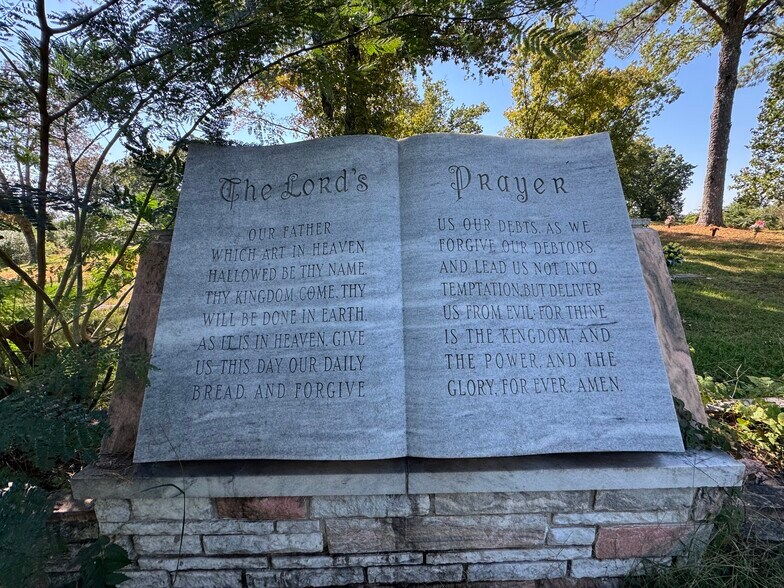 The Lord's
OUR FATHER
WHICH ART IN HEAVEN,
HALLOWED BE THY NAME.
THY KINGDOM COME, THY
WILL BE DONE IN EARTH,
AS IT IS IN HEAVEN, GIVE
US THIS DAY OUR DAILY
BREAD, AND FORGIVE
Prayer
US OUR DEBTS, AS WE
FORGIVE OUR DEBTORS,
AND LEAD US NOT INTO
TEMPTATION, BUT DELIVER
US FROM EVIL: FOR THINE
IS THE KINGDOM, AND
THE POWER, AND THE
GLORY, FOR EVER. AMEN.